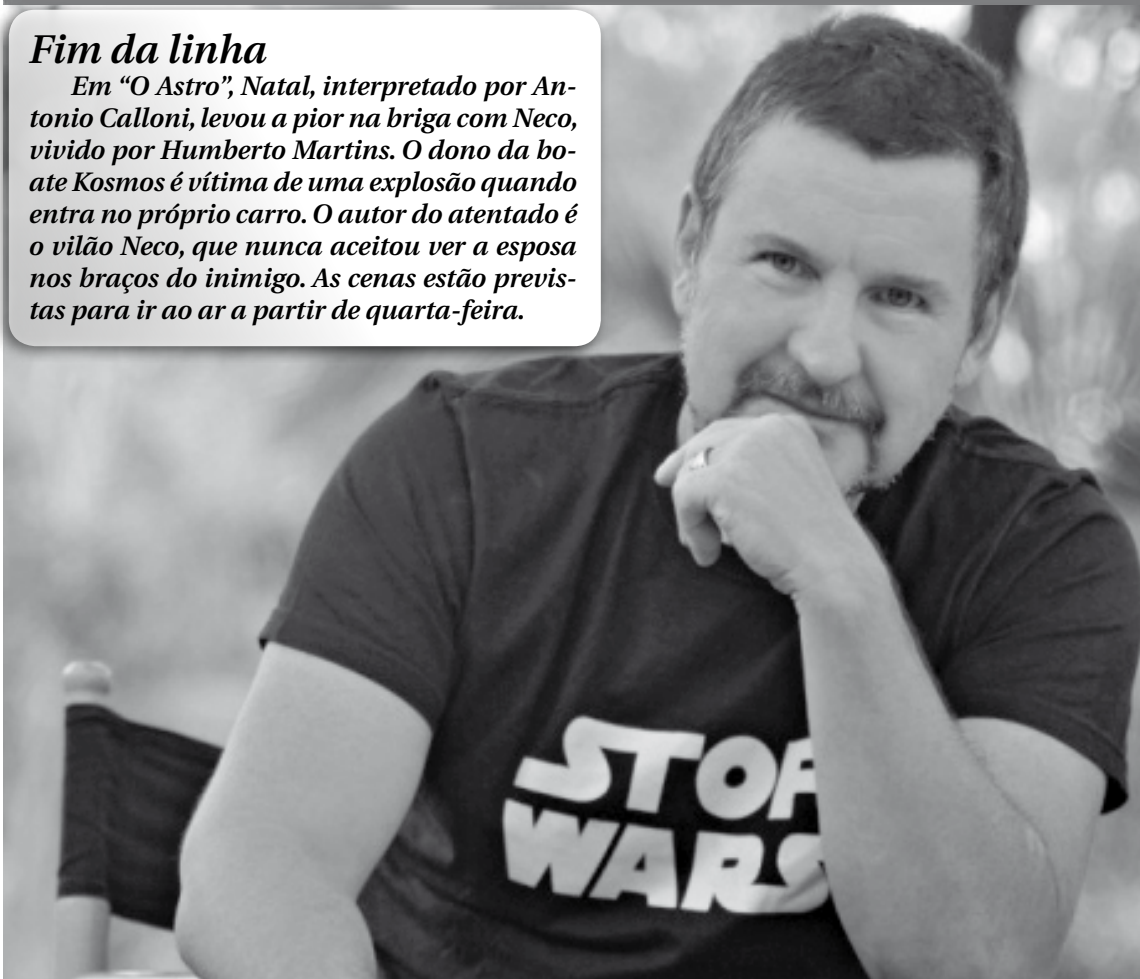 Fim da linha
Em “O Astro”, Natal, interpretado por An-
tonio Calloni, levou a pior na briga com Neco,
vivido por Humberto Martins. O dono da bo-
ate Kosmos é vítima de uma explosão quando
entra no próprio carro. O autor do atentado é
o vilão Neco, que nunca aceitou ver a esposa
nos braços do inimigo. As cenas estão previs-
tas para ir ao ar a partir de quarta-feira.
STOP
WARS